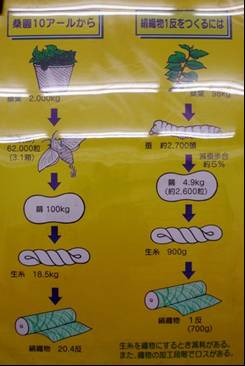 桑園10アールから
桑葉 2,000kg
62,000粒
(3.1箱)
繭 100kg
生糸 18.5kg
絹織物 20.4反
絹織物1反をつくるには
桑葉 98kg
蚕 約2,700頭
減蚕歩合
約5%
繭 4.9kg
(約2,600粒)
生糸 900g
絹織物 1反
(700g)
生糸を織物にするとき減耗がある。
また、織物の加工段階でロスがある。